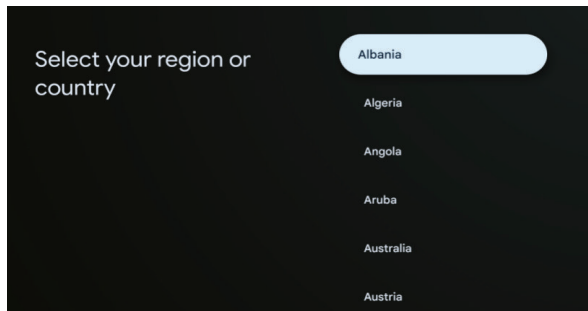 Select your region or
country
Albania
Algeria
Angola
Aruba
Australia
Austria